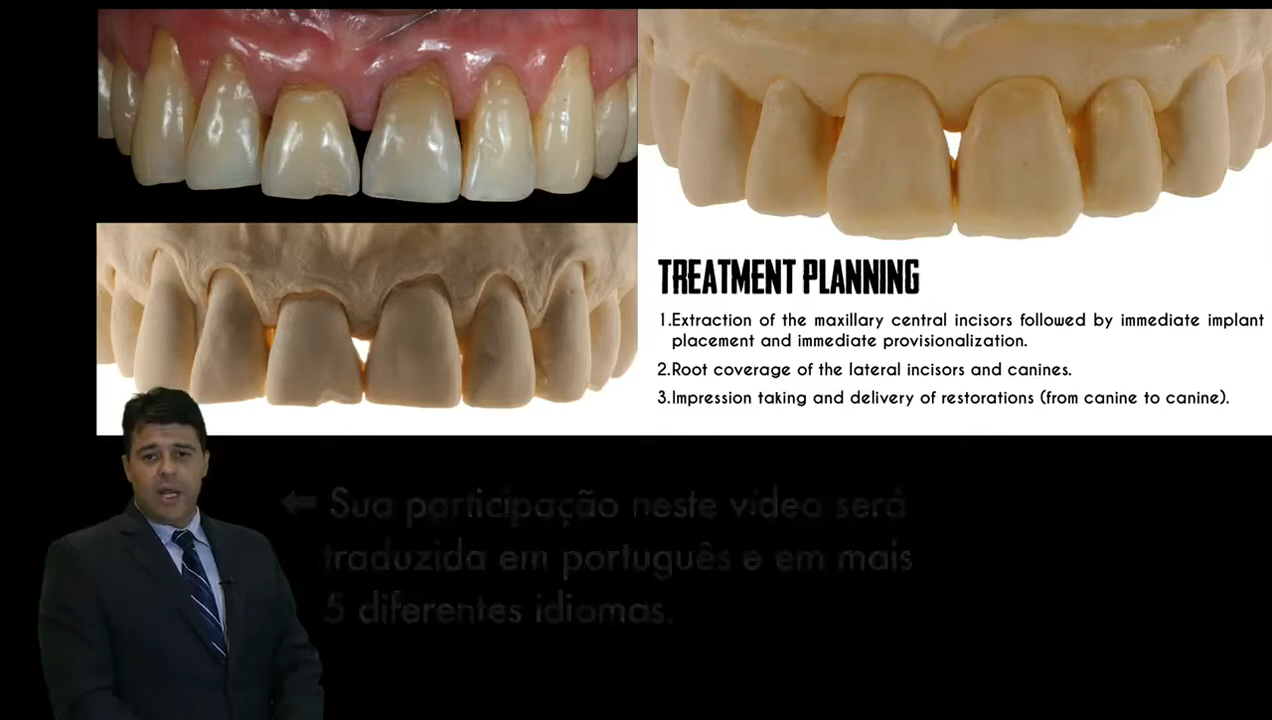 TREATMENT PLANNING
1.Extraction of the maxillary central incisors followed by immediate implant
placement and immediate provisionalization.
2.Root coverage of the lateral incisors and canines.
3.Impression taking and delivery of restorations (from canine to canine).
← Sua participação neste vídeo será
traduzida em português e em mais
5 diferentes idiomas.